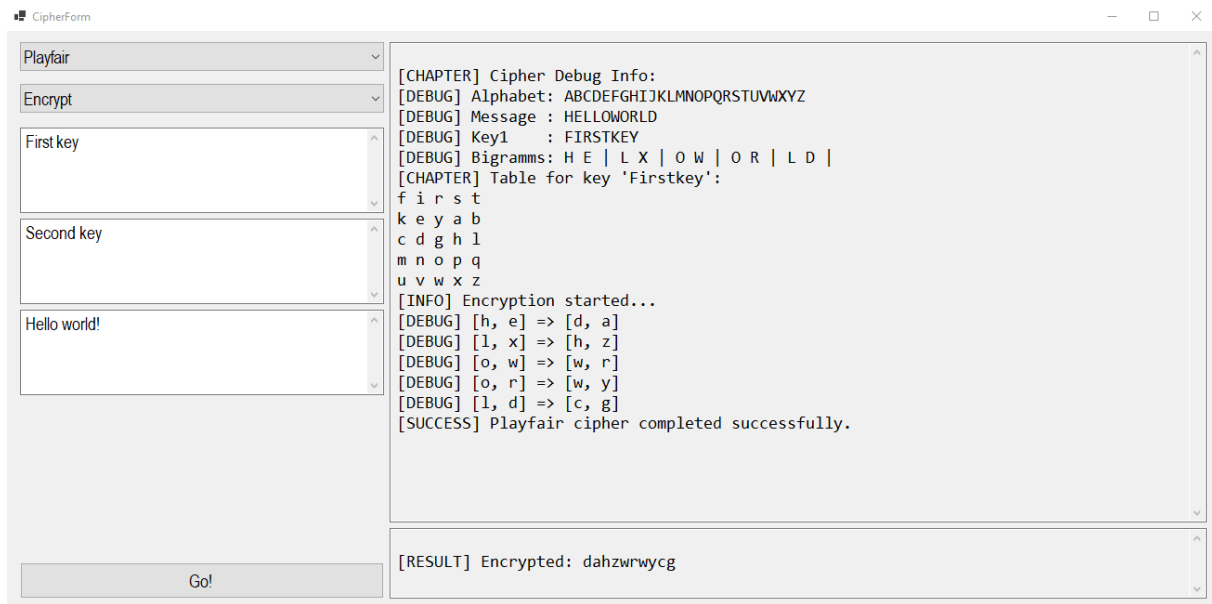 CipherForm
Playfair
Encrypt
First key
Second key
Hello world!
Go!
[CHAPTER] Cipher Debug Info:
[DEBUG] Alphabet: ABCDEFGHIJKLMNOPQRSTUVWXYZ
[DEBUG] Message : HELLOWORLD
[DEBUG] Key1    : FIRSTKEY
[DEBUG] Bigramms: H E | L X | O W | O R | L D |
[CHAPTER] Table for key 'Firstkey':
f i r s t
k e y a b
c d g h l
m n o p q
u v w x z
[INFO] Encryption started...
[DEBUG] [h, e] => [d, a]
[DEBUG] [l, x] => [h, z]
[DEBUG] [o, w] => [w, r]
[DEBUG] [o, r] => [w, y]
[DEBUG] [l, d] => [c, g]
[SUCCESS] Playfair cipher completed successfully.
[RESULT] Encrypted: dahzwrwycg